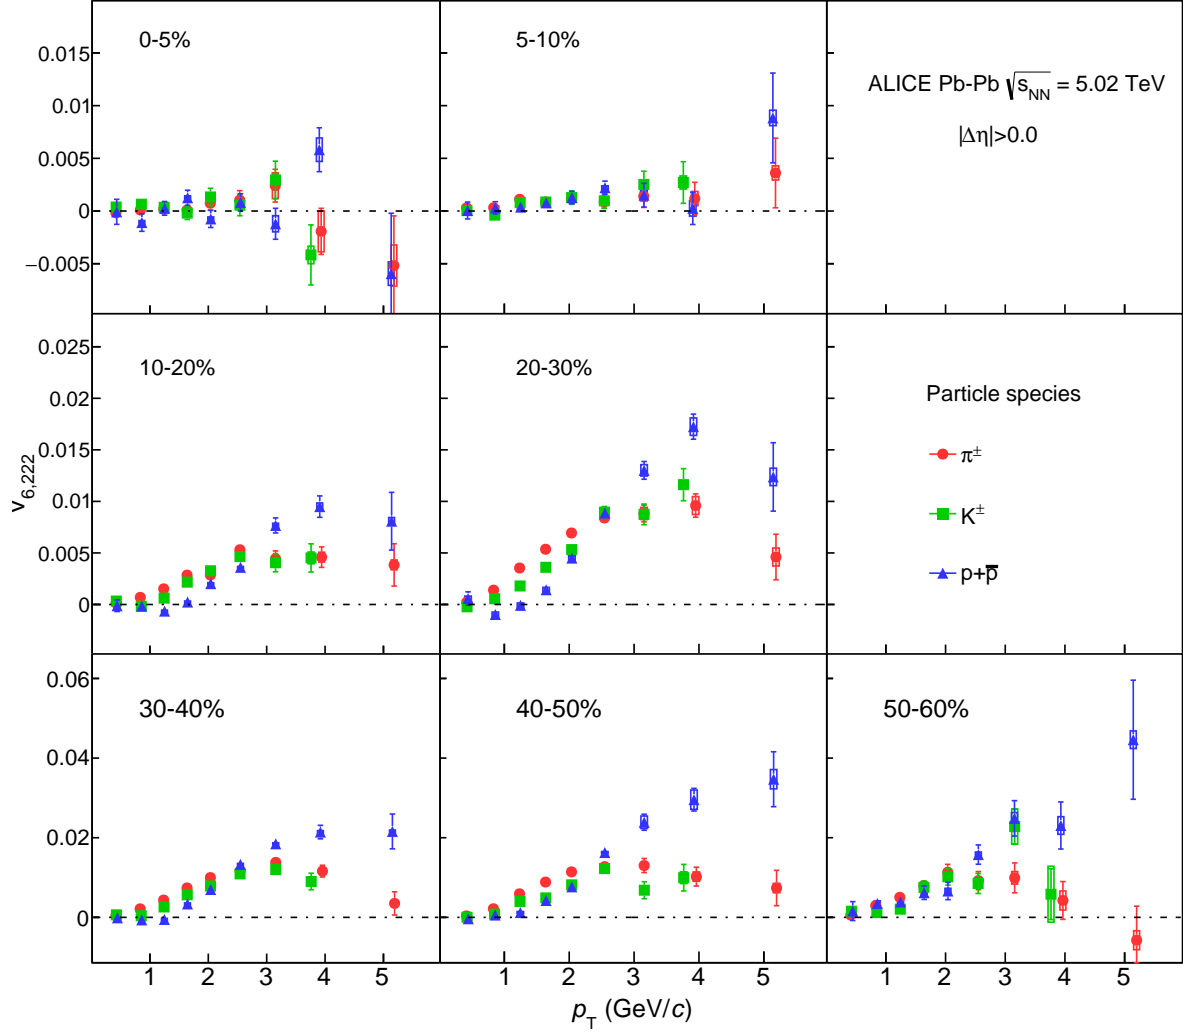 0-5%
5-10%
ALICE Pb-Pb √s_NN = 5.02 TeV
|Δη|>0.0
0.015
0.01
0.005
0
−0.005
10-20%
20-30%
Particle species
π±
K±
p+p̅
v6,222
0.025
0.02
0.015
0.01
0.005
0
30-40%
40-50%
50-60%
0.06
0.04
0.02
0
1 2 3 4 5
1 2 3 4 5
1 2 3 4 5
p_T (GeV/c)